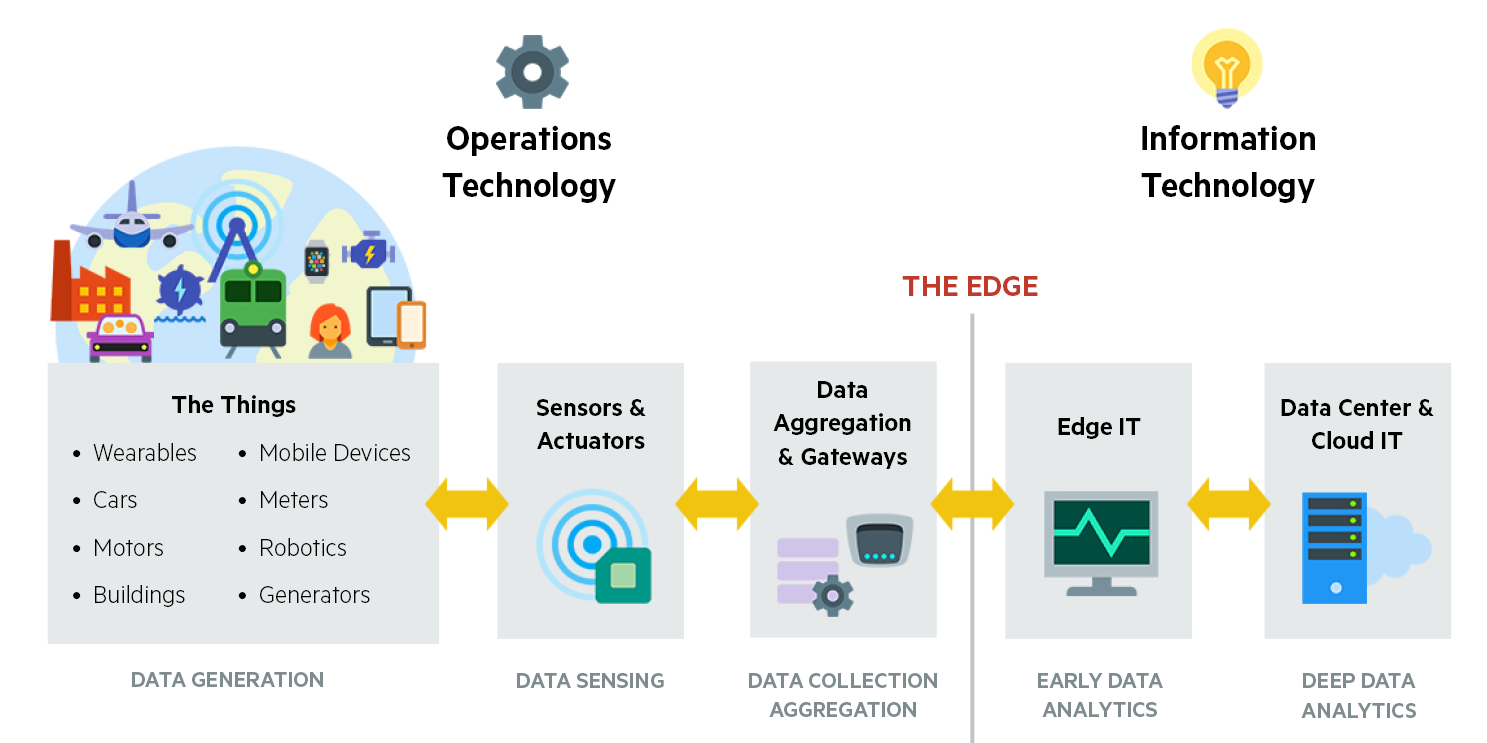 Operations
Technology
Information
Technology
THE EDGE
The Things
• Wearables
• Cars
• Motors
• Buildings
• Mobile Devices
• Meters
• Robotics
• Generators
Sensors &
Actuators
Data
Aggregation
& Gateways
Edge IT
Data Center &
Cloud IT
DATA GENERATION
DATA SENSING
DATA COLLECTION
AGGREGATION
EARLY DATA
ANALYTICS
DEEP DATA
ANALYTICS